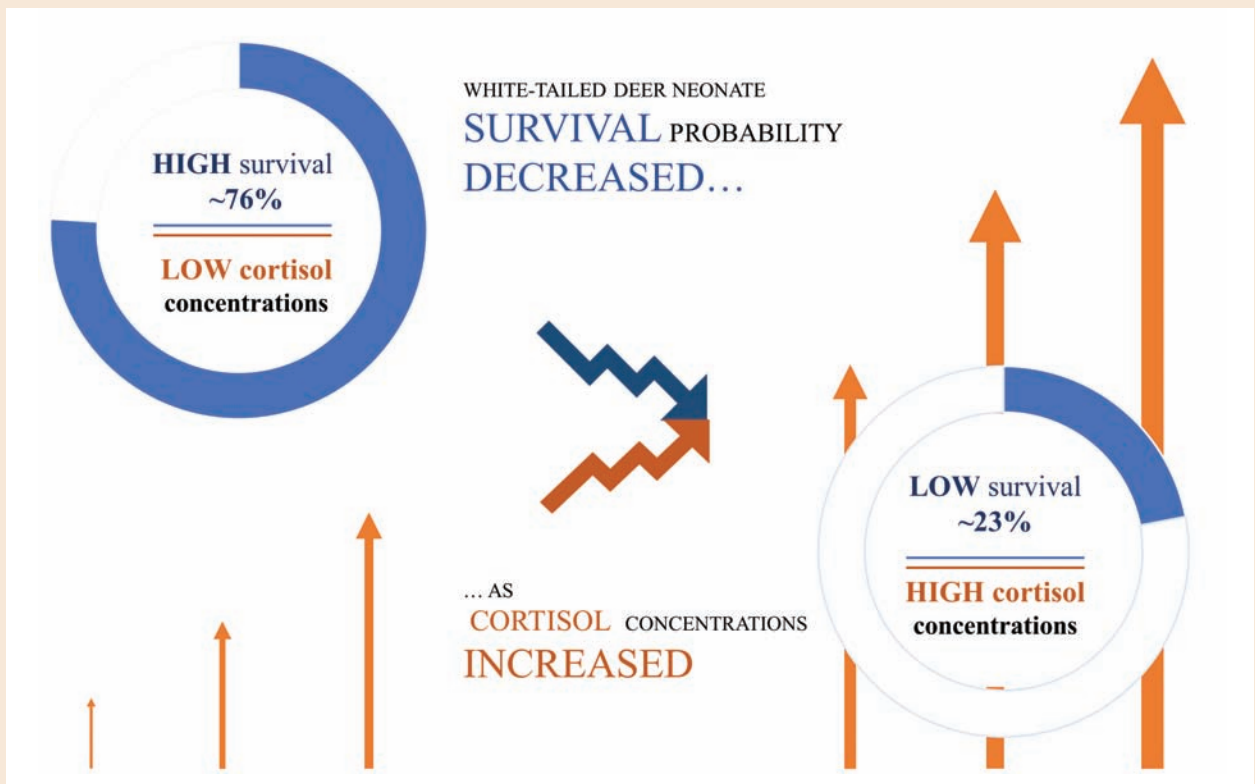 HIGH survival
~76%
LOW cortisol
concentrations
WHITE-TAILED DEER NEONATE
SURVIVAL PROBABILITY
DECREASED…
… AS
CORTISOL CONCENTRATIONS
INCREASED
LOW survival
~23%
HIGH cortisol
concentrations